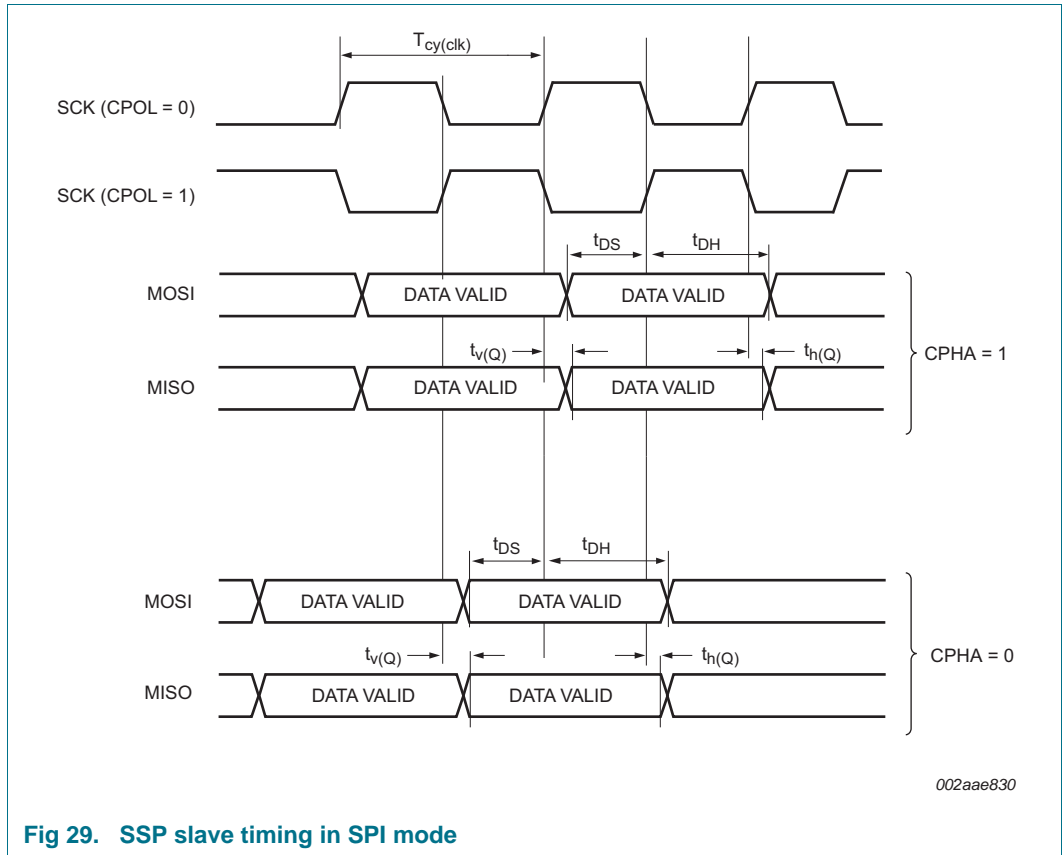 Tcy(clk)
SCK (CPOL = 0)
SCK (CPOL = 1)
tDS tDH
MOSI DATA VALID DATA VALID
tv(Q) th(Q)
CPHA = 1
MISO DATA VALID DATA VALID
tDS tDH
MOSI DATA VALID DATA VALID
tv(Q) th(Q)
CPHA = 0
MISO DATA VALID DATA VALID
002aae830
Fig 29. SSP slave timing in SPI mode